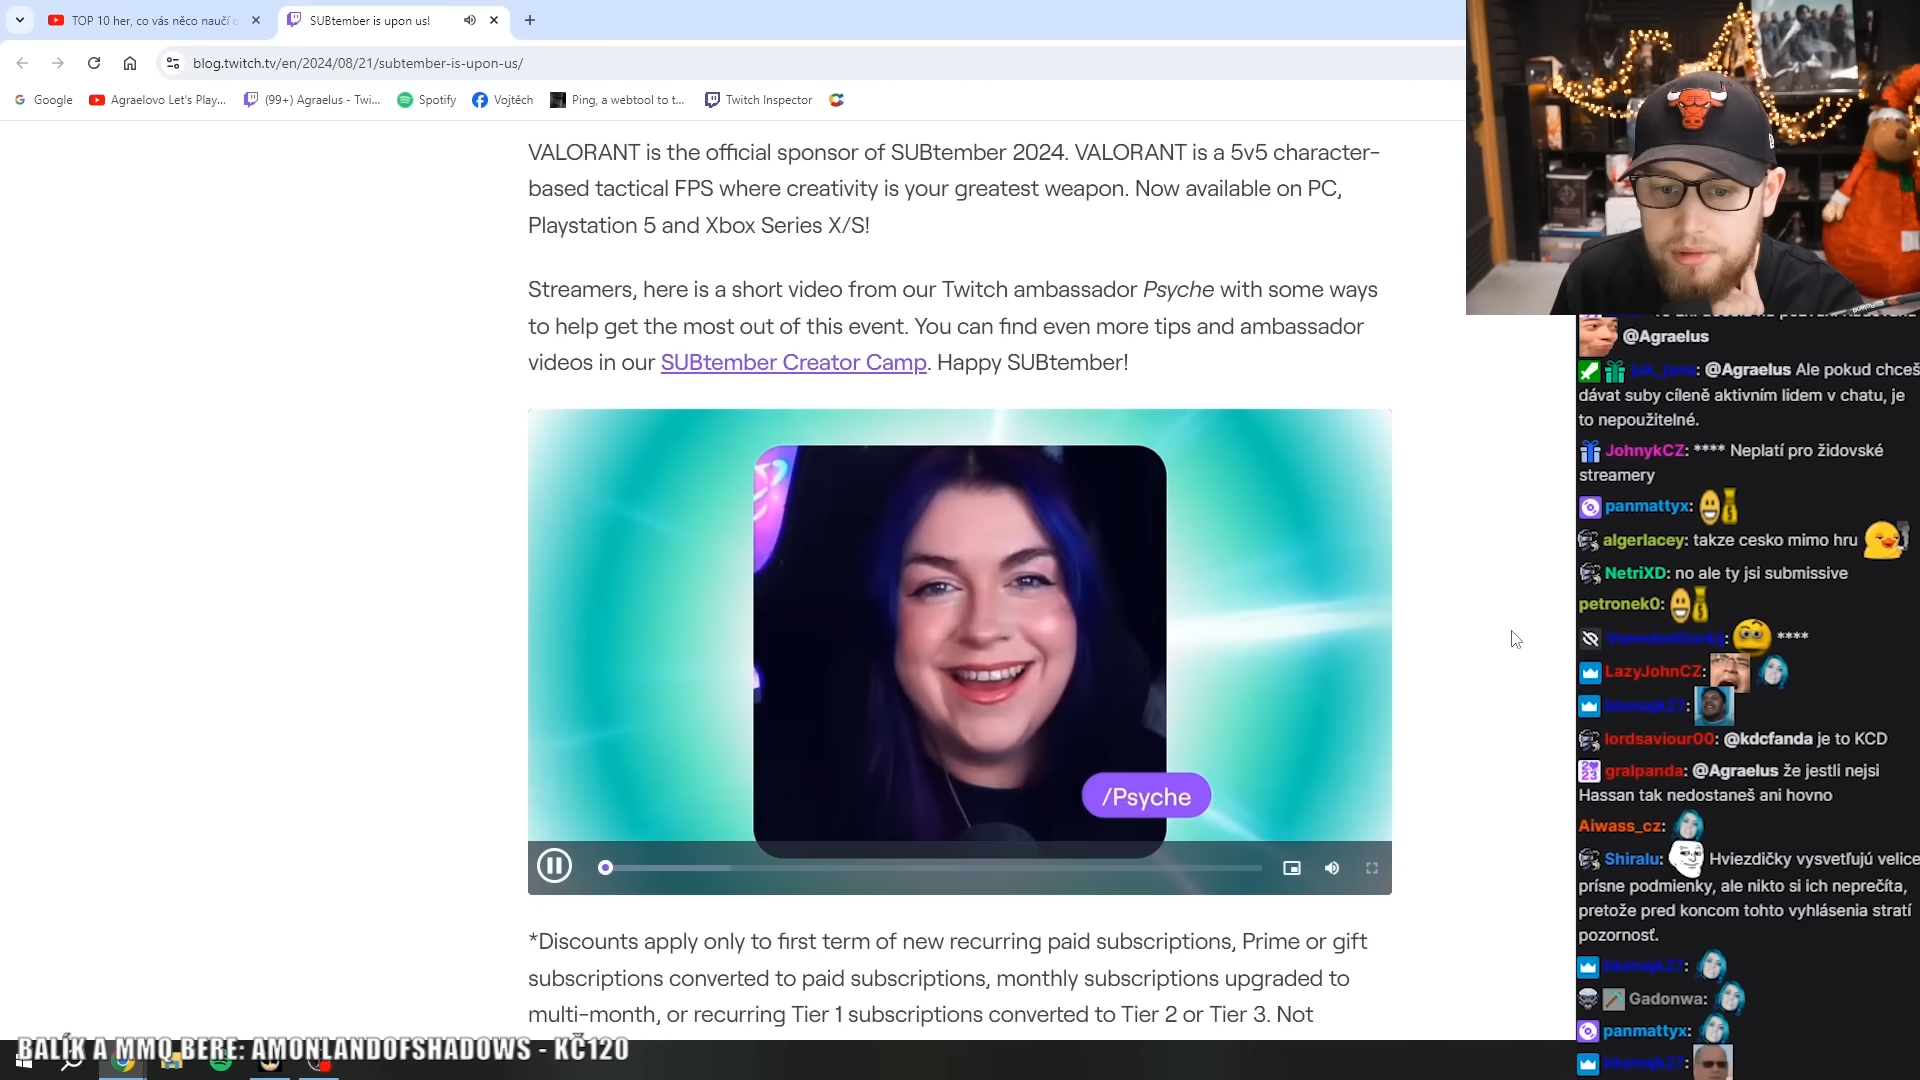 TOP 10 her, co vás něco naučí
SUBtember is upon us!
blog.twitch.tv/en/2024/08/21/subtember-is-upon-us/
Google
Agraelovo Let's Play...
(99+) Agraelus - Twi...
Spotify
Vojtěch
Ping, a webtool to t...
Twitch Inspector
VALORANT is the official sponsor of SUBtember 2024. VALORANT is a 5v5 character-
based tactical FPS where creativity is your greatest weapon. Now available on PC,
Playstation 5 and Xbox Series X/S!
Streamers, here is a short video from our Twitch ambassador Psyche with some ways
to help get the most out of this event. You can find even more tips and ambassador
videos in our SUBtember Creator Camp. Happy SUBtember!
/Psyche
*Discounts apply only to first term of new recurring paid subscriptions, Prime or gift
subscriptions converted to paid subscriptions, monthly subscriptions upgraded to
multi-month, or recurring Tier 1 subscriptions converted to Tier 2 or Tier 3. Not
@Agraelus
juk_jana: @Agraelus Ale pokud chceš
dávat suby cíleně aktivním lidem v chatu, je
to nepoužitelné.
JohnykCZ: **** Neplatí pro židovské
streamery
panmattyx:
algerlacey: takze cesko mimo hru
NetriXD: no ale ty jsi submissive
petronek0:
VsevolodGorkij: ****
LazyJohnCZ:
blumajk27:
lordsaviour00: @kdcfanda je to KCD
gralpanda: @Agraelus že jestli nejsi
Hassan tak nedostaneš ani hovno
Aiwass_cz:
Shiralu: Hviezdičky vysvetľujú velice
prísne podmienky, ale nikto si ich neprečíta,
pretože pred koncom tohto vyhlásenia stratí
pozornosť.
blumajk27:
Gadonwa:
panmattyx:
blumajk27:
BALÍK A MMO BERE: AMONLANDOFSHADOWS - KČ120